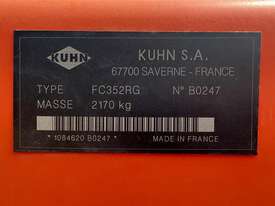 KUHN
KUHN S.A.
67700 SAVERNE - FRANCE
TYPE FC352RG N° B0247
MASSE 2170 kg
* 1084620 B0247 *
MADE IN FRANCE